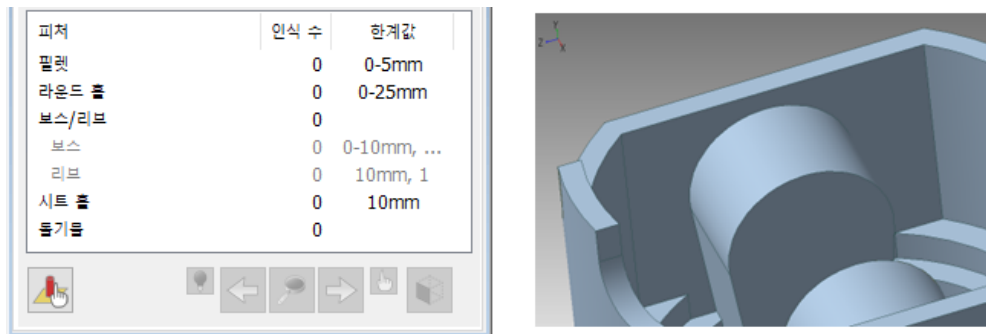 피처 인식 수 한계값
필렛 0 0-5mm
라운드 홀 0 0-25mm
보스/리브 0
보스 0 0-10mm, ...
리브 0 10mm, 1
시트 홀 0 10mm
돌기물 0
Y
Z X